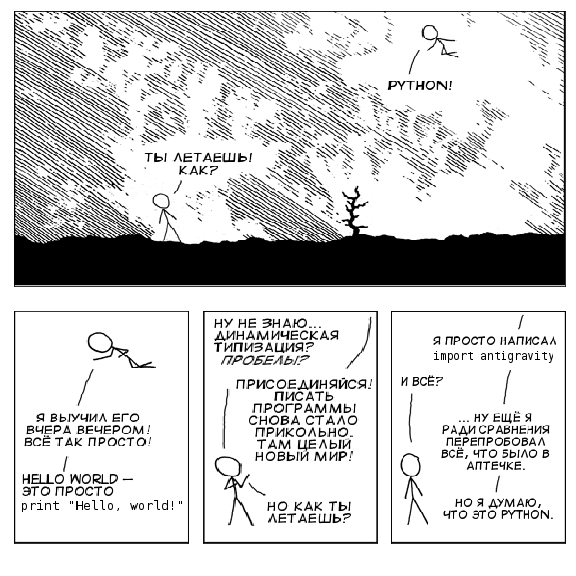 PYTHON!
ТЫ ЛЕТАЕШЬ!
КАК?
Я ВЫУЧИЛ ЕГО
ВЧЕРА ВЕЧЕРОМ!
ВСЁ ТАК ПРОСТО!
HELLO WORLD —
ЭТО ПРОСТО
print "Hello, world!"
НУ НЕ ЗНАЮ...
ДИНАМИЧЕСКАЯ
ТИПИЗАЦИЯ?
ПРОБЕЛЫ?
ПРИСОЕДИНЯЙСЯ!
ПИСАТЬ
ПРОГРАММЫ
СНОВА СТАЛО
ПРИКОЛЬНО.
ТАМ ЦЕЛЫЙ
НОВЫЙ МИР!
НО КАК ТЫ
ЛЕТАЕШЬ?
Я ПРОСТО НАПИСАЛ
import antigravity
И ВСЁ?
... НУ ЕЩЁ Я
РАДИ СРАВНЕНИЯ
ПЕРЕПРОБОВАЛ
ВСЁ, ЧТО БЫЛО В
АПТЕЧКЕ.
НО Я ДУМАЮ,
ЧТО ЭТО PYTHON.